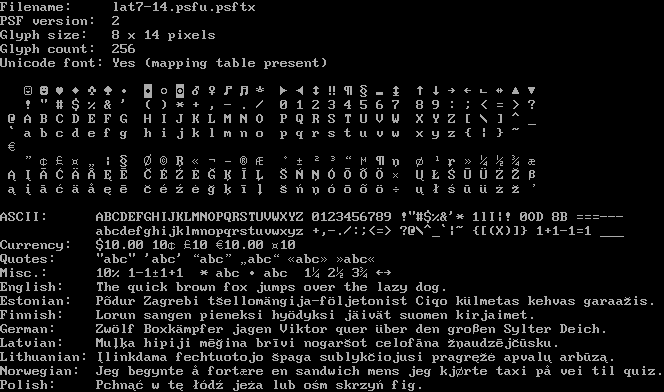 Filename: lat7-14.psfu.psftx
PSF version: 2
Glyph size: 8 x 14 pixels
Glyph count: 256
Unicode font: Yes (mapping table present)
☺ ☻ ♥ ♦ ♣ ♠ • ◘ ○ ◙ ♂ ♀ ♪ ♫ ☼ ► ◄ ↕ ‼ ¶ § ▬ ↨ ↑ ↓ → ← ∟ ↔ ▲ ▼
! " # $ % & ' ( ) * + , - . / 0 1 2 3 4 5 6 7 8 9 : ; < = > ?
@ A B C D E F G H I J K L M N O P Q R S T U V W X Y Z [ \ ] ^ _
` a b c d e f g h i j k l m n o p q r s t u v w x y z { | } ~
€
” ¢ £ ¤ „ ¦ § Ø © Ŗ « ¬ - ® Æ ° ± ² ³ “ µ ¶ · ø ¹ ŗ » ¼ ½ ¾ æ
Ą Į Ā Ć Ä Å Ę Ē Č É Ź Ė Ģ Ķ Ī Ļ Š Ń Ņ Ó Ō Õ Ö × Ų Ł Ś Ū Ü Ż Ž ß
ą į ā ć ä å ę ē č é ź ė ģ ķ ī ļ š ń ņ ó ō õ ö ÷ ų ł ś ū ü ż ž ’
ASCII: ABCDEFGHIJKLMNOPQRSTUVWXYZ 0123456789 !"#$%&'* 1lI|! 0OD 8B ==---
abcdefghijklmnopqrstuvwxyz +,-./:;<=> ?@\^_`|~ {[(X)]} 1+1-1=1 ___
Currency: $10.00 10¢ £10 €10.00 ¤10
Quotes: "abc" 'abc' “abc” „abc“ «abc» »abc«
Misc.: 10% 1-1±1+1 * abc • abc 1¼ 2½ 3¾ ↔
English: The quick brown fox jumps over the lazy dog.
Estonian: Põdur Zagrebi tšellomängija-följetonist Ciqo külmetas kehvas garaažis.
Finnish: Lorun sangen pieneksi hyödyksi jäivät suomen kirjaimet.
German: Zwölf Boxkämpfer jagen Viktor quer über den großen Sylter Deich.
Latvian: Muļķa hipiji mēģina brīvi nogaršot celofāna žņaudzējčūsku.
Lithuanian: Įlinkdama fechtuotojo špaga sublykčiojusi pragręžė apvalų arbūzą.
Norwegian: Jeg begynte å fortære en sandwich mens jeg kjørte taxi på vei til quiz.
Polish: Pchnąć w tę łódź jeża lub ośm skrzyń fig.